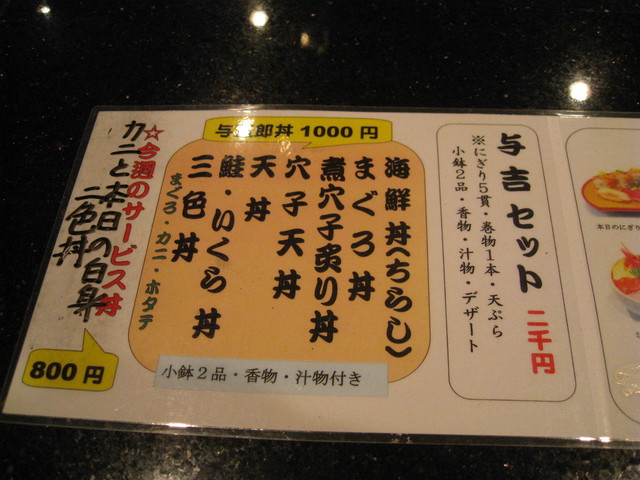 与吉セット 二千円
※にぎり5貫・巻物1本・天ぷら
小鉢2品・香物・汁物・デザート
郎丼 1000円
海鮮丼(ちらし)
まぐろ丼
煮穴子炙り丼
穴子天丼
天丼
鮭・いくら丼
三色丼
まぐろ・カニ・ホタテ
小鉢2品・香物・汁物付き
☆今週のサービス丼
カニと本日の白身
二色丼
800円
本日のにぎり